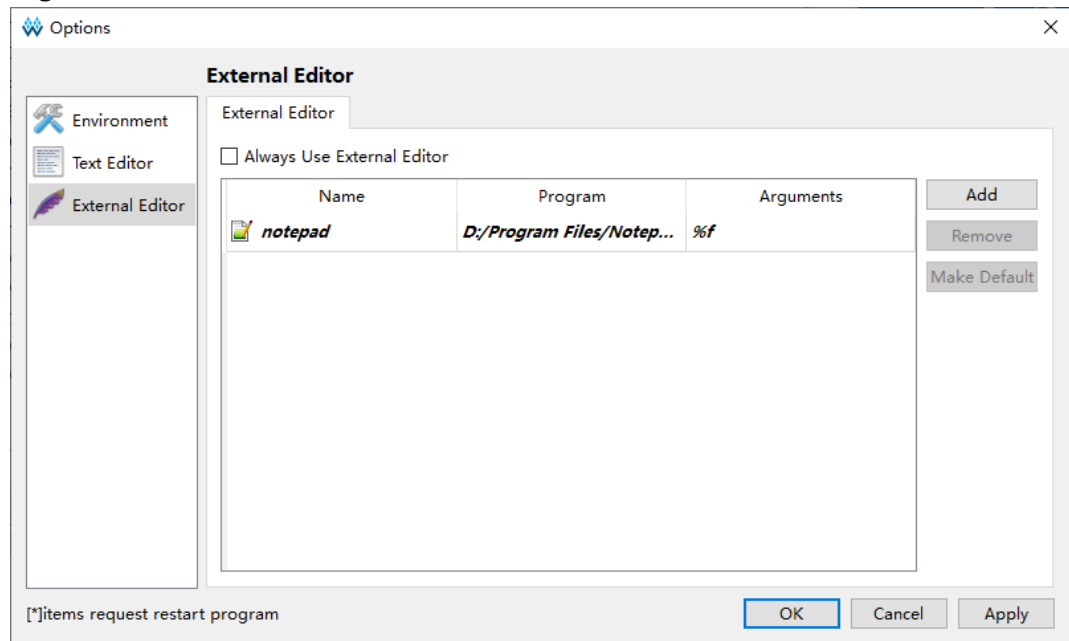 Options
External Editor
Environment
Text Editor
External Editor
External Editor
Always Use External Editor
Name Program Arguments
notepad D:/Program Files/Notep... %f
Add
Remove
Make Default
[*]items request restart program
OK Cancel Apply